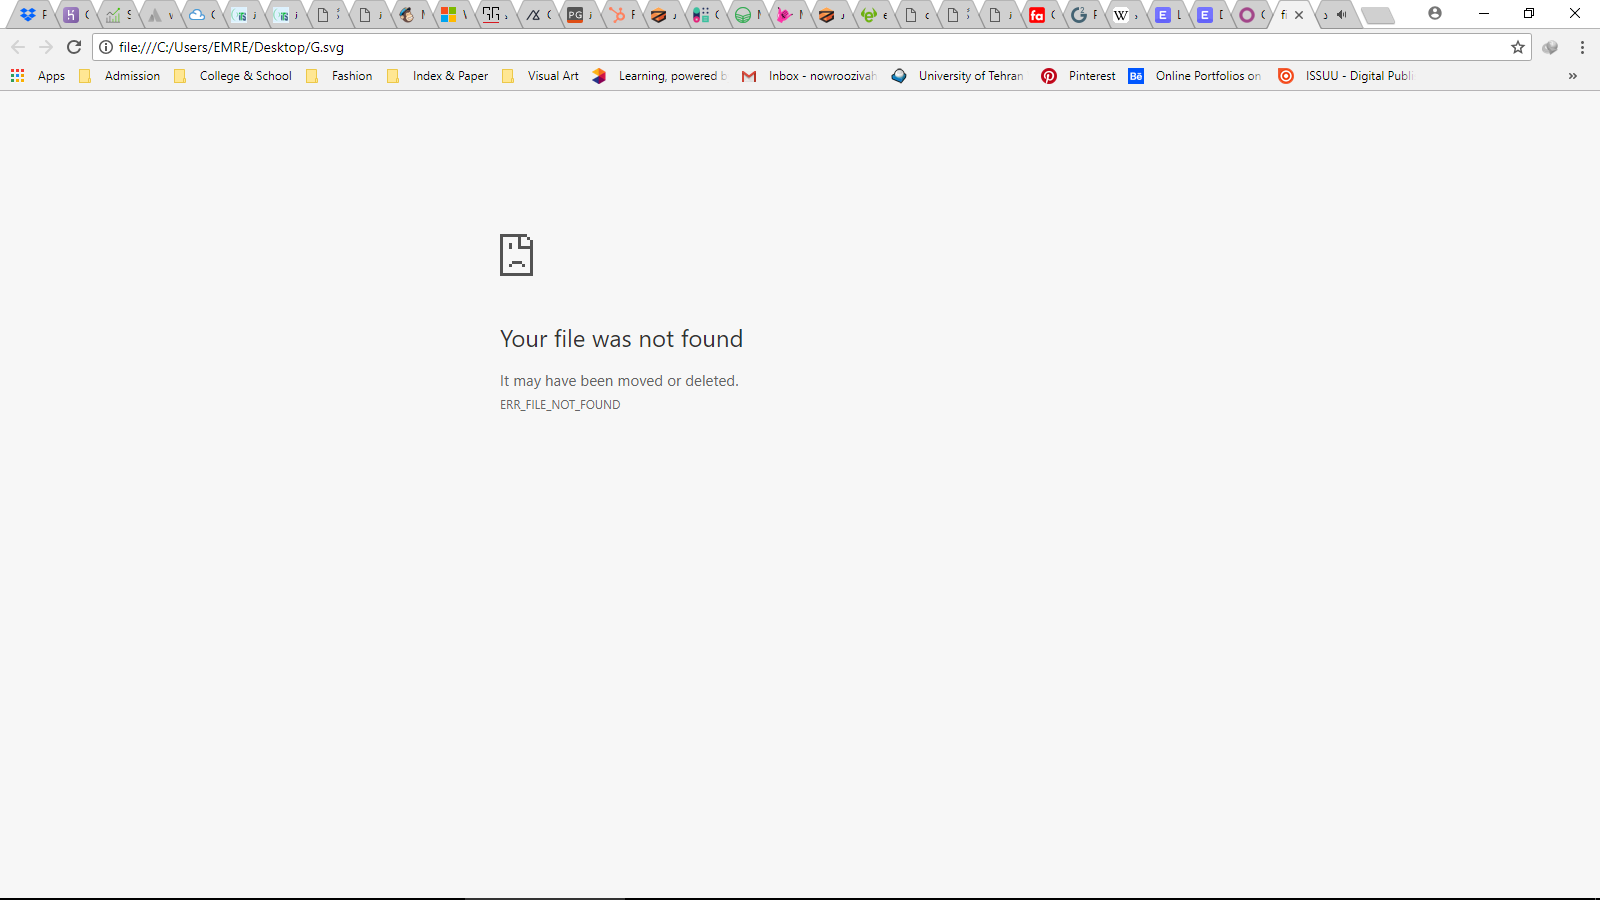 file:///C:/Users/EMRE/Desktop/G.svg
Apps Admission College & School Fashion Index & Paper Visual Art Learning, powered b Inbox - nowroozivah University of Tehran Pinterest Online Portfolios on ISSUU - Digital Publi
Your file was not found
It may have been moved or deleted.
ERR_FILE_NOT_FOUND